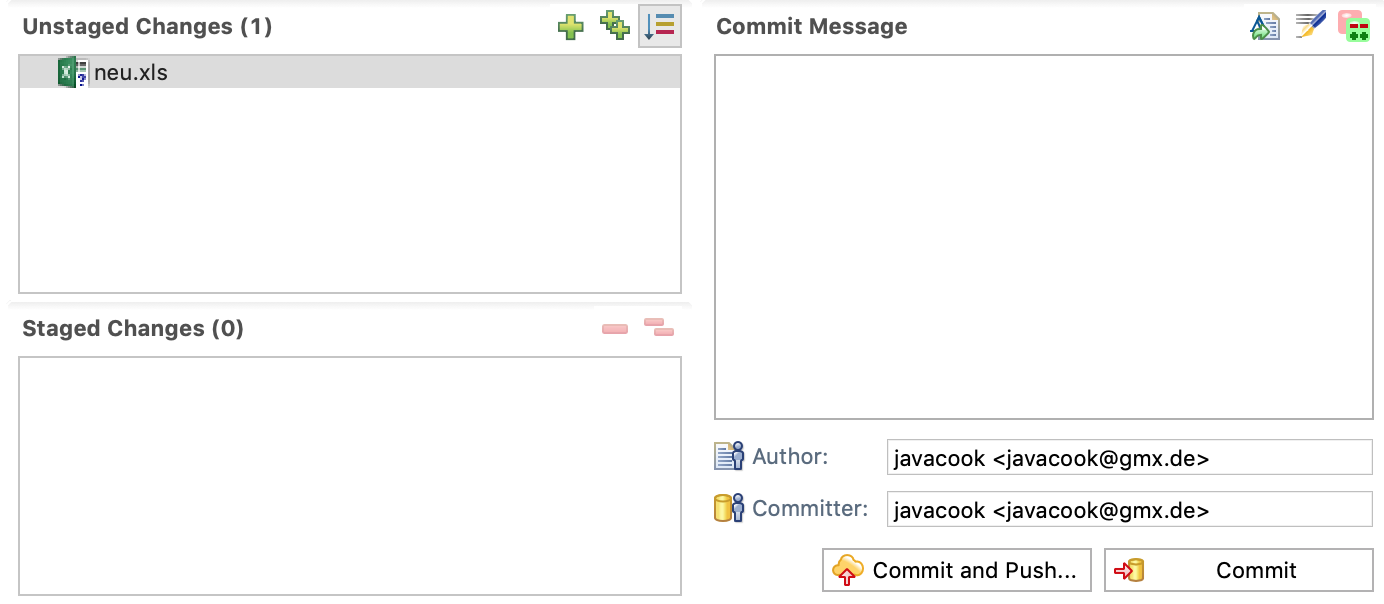 Unstaged Changes (1)
neu.xls
Staged Changes (0)
Commit Message
Author:
javacook <javacook@gmx.de>
Committer:
javacook <javacook@gmx.de>
Commit and Push...
Commit